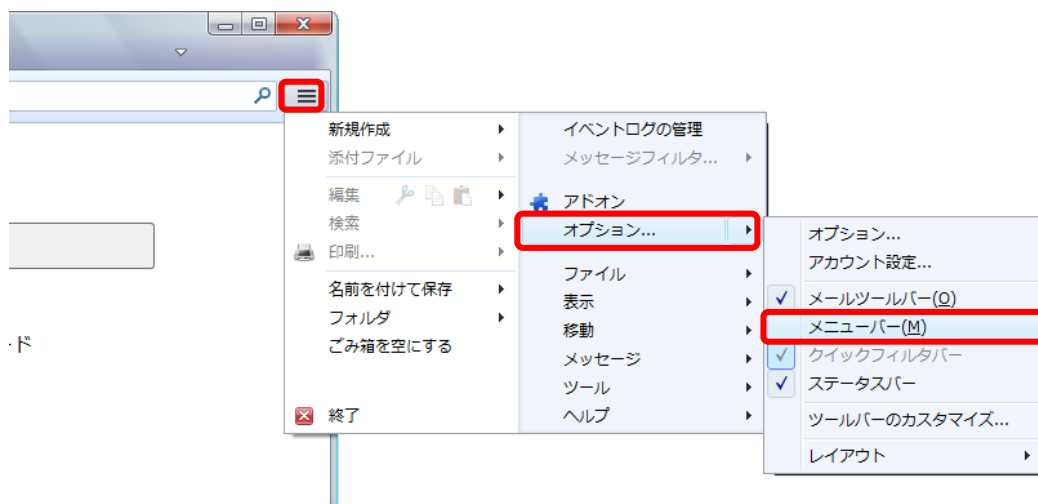 新規作成
添付ファイル
編集
検索
印刷...
名前を付けて保存
フォルダ
ごみ箱を空にする
終了
イベントログの管理
メッセージフィルタ...
アドオン
オプション...
ファイル
表示
移動
メッセージ
ツール
ヘルプ
オプション...
アカウント設定...
メールツールバー(O)
メニューバー(M)
クイックフィルタバー
ステータスバー
ツールバーのカスタマイズ...
レイアウト
ード